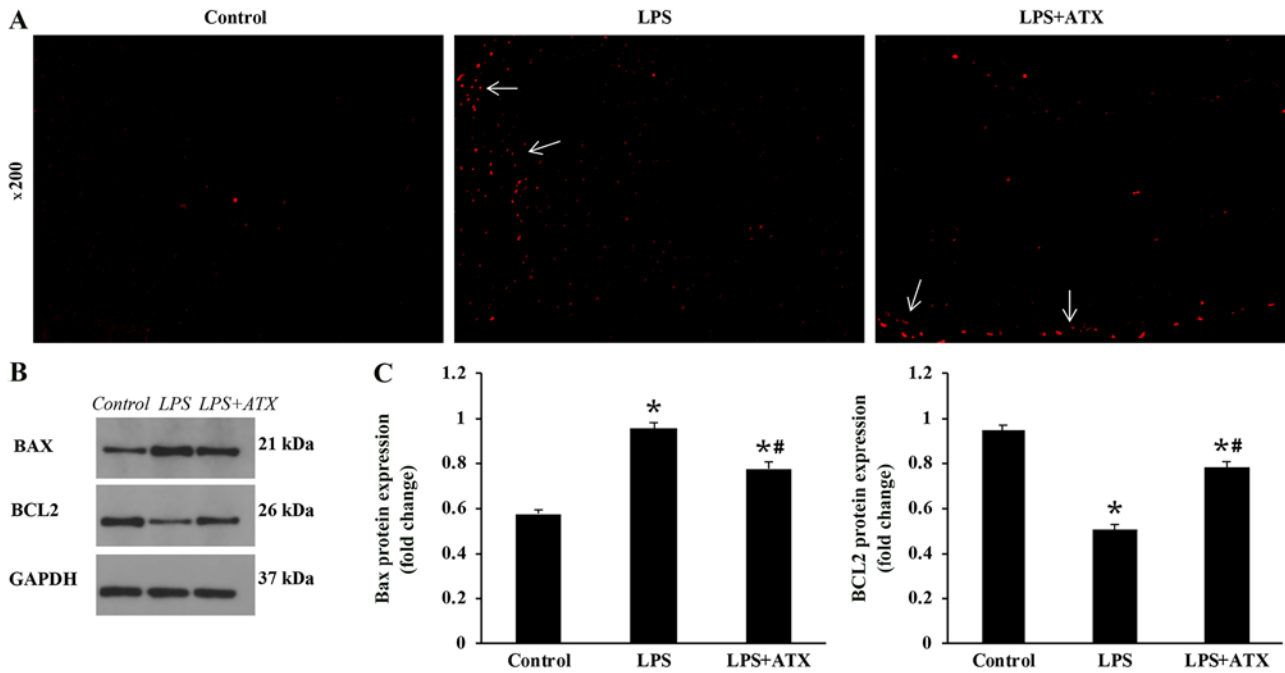 A
Control
LPS
LPS+ATX
x200
B
Control LPS LPS+ATX
BAX
21 kDa
BCL2
26 kDa
GAPDH
37 kDa
C
Bax protein expression
(fold change)
1.2
1
0.8
0.6
0.4
0.2
0
*
*#
Control
LPS
LPS+ATX
BCL2 protein expression
(fold change)
1.2
1
0.8
0.6
0.4
0.2
0
*
*#
Control
LPS
LPS+ATX